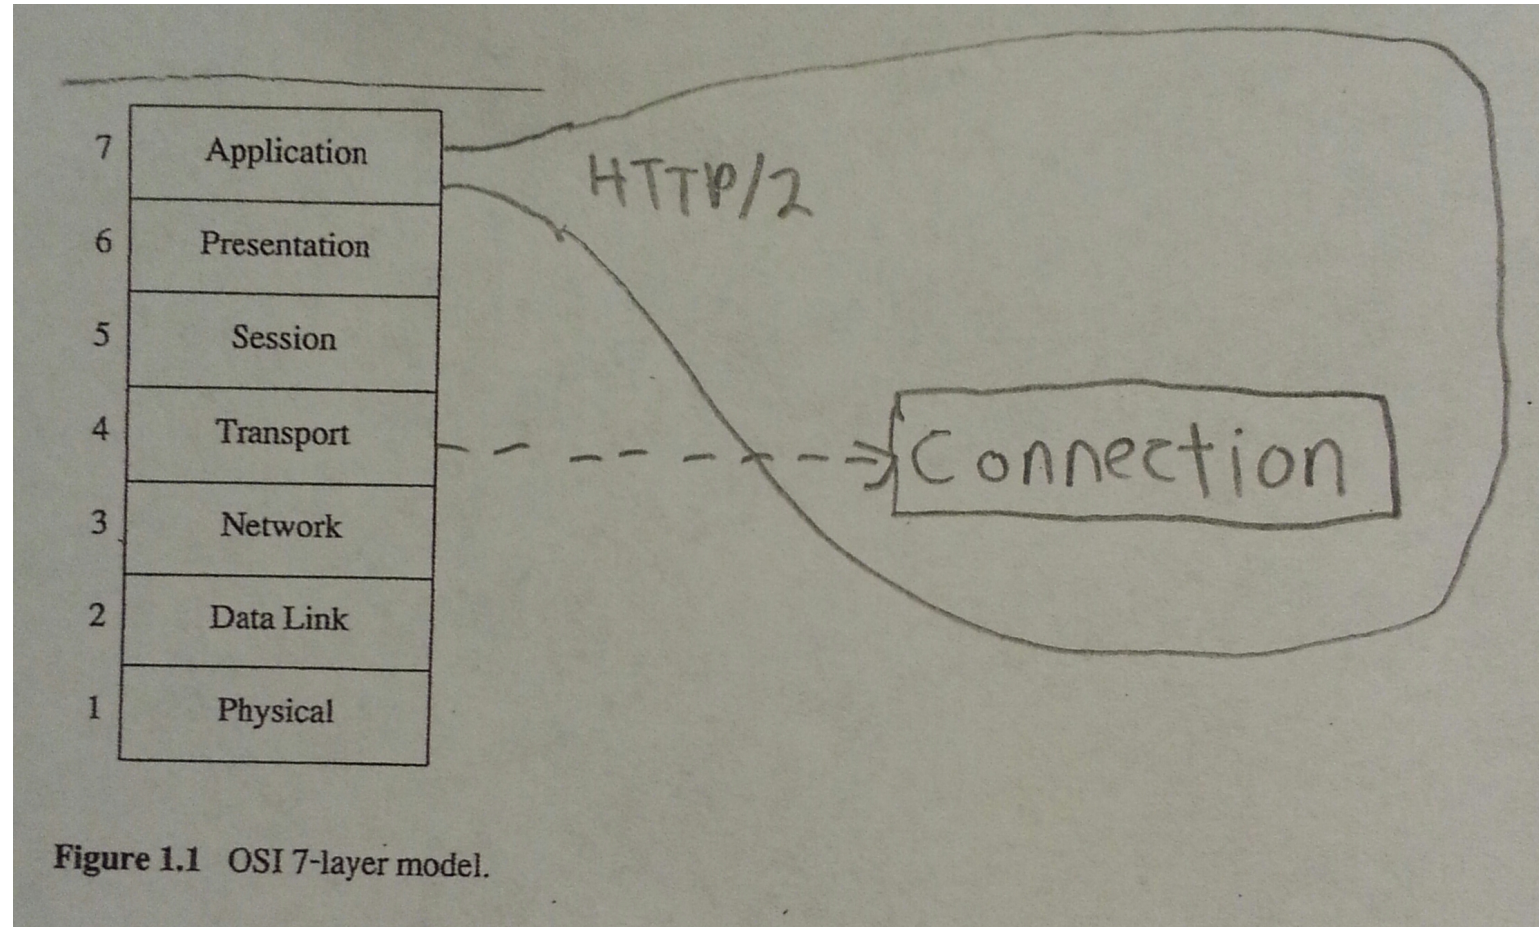 7 Application
HTTP/2
6 Presentation
5 Session
4 Transport
Connection
3 Network
2 Data Link
1 Physical
Figure 1.1 OSI 7-layer model.